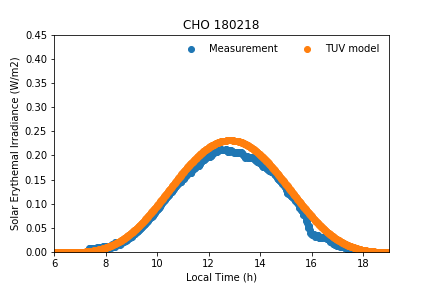 CHO 180218
Measurement TUV model
Solar Erythemal Irradiance (W/m2)
0.45
0.40
0.35
0.30
0.25
0.20
0.15
0.10
0.05
0.00
6 8 10 12 14 16 18
Local Time (h)